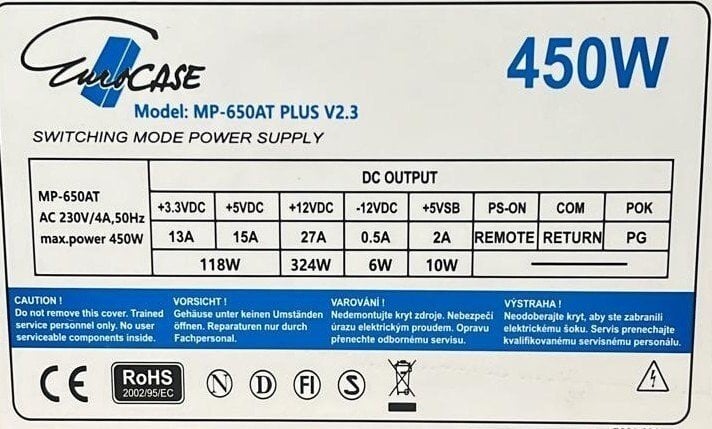 EuroCASE
450W
Model: MP-650AT PLUS V2.3
SWITCHING MODE POWER SUPPLY
MP-650AT
AC 230V/4A,50Hz
max.power 450W
DC OUTPUT
+3.3VDC +5VDC +12VDC -12VDC +5VSB PS-ON COM POK
13A 15A 27A 0.5A 2A REMOTE RETURN PG
118W 324W 6W 10W
CAUTION !
Do not remove this cover. Trained
service personnel only. No user
serviceable components inside.
VORSICHT !
Gehäuse unter keinen Umständen
öffnen. Reparaturen nur durch
Fachpersonal.
VAROVÁNÍ !
Nedemontujte kryt zdroje. Nebezpečí
úrazu elektrickým proudem. Opravu
přenechte odbornému servisu.
VÝSTRAHA !
Neodoberajte kryt, aby ste zabranili
elektrickému šoku. Servis prenechajte
kvalifikovanému servisnému personálu.
CE
RoHS
2002/95/EC
N D FI S